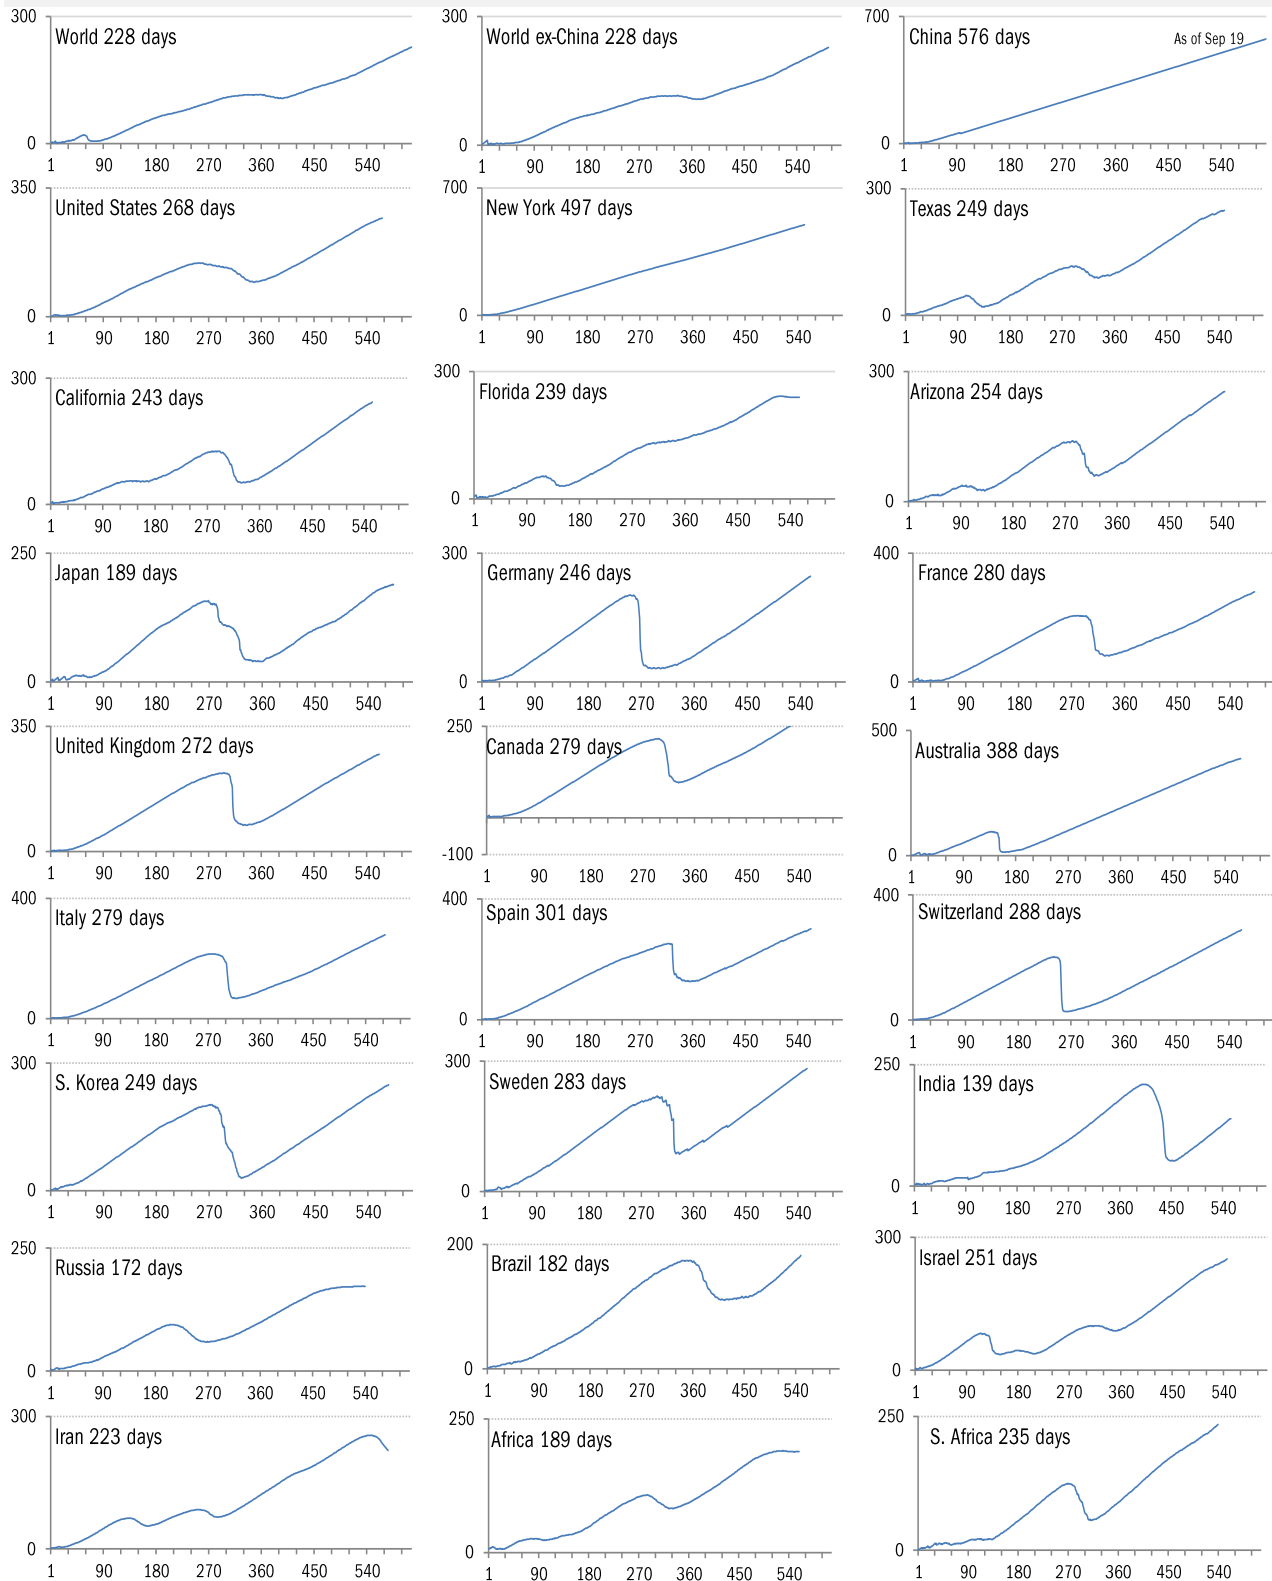 300 300 700
World 228 days World ex-China 228 days China 576 days As of Sep 19
0 0 0
1 90 180 270 360 450 540 1 90 180 270 360 450 540 1 90 180 270 360 450 540
350 700 300
United States 268 days New York 497 days Texas 249 days
0 0 0
1 90 180 270 360 450 540 1 90 180 270 360 450 540 1 90 180 270 360 450 540
300 300 300
California 243 days Florida 239 days Arizona 254 days
0 0 0
1 90 180 270 360 450 540 1 90 180 270 360 450 540 1 90 180 270 360 450 540
250 300 400
Japan 189 days Germany 246 days France 280 days
0 0 0
1 90 180 270 360 450 540 1 90 180 270 360 450 540 1 90 180 270 360 450 540
350 250 500
United Kingdom 272 days Canada 279 days Australia 388 days
0 -100 0
1 90 180 270 360 450 540 1 90 180 270 360 450 540 1 90 180 270 360 450 540
400 400 400
Italy 279 days Spain 301 days Switzerland 288 days
0 0 0
1 90 180 270 360 450 540 1 90 180 270 360 450 540 1 90 180 270 360 450 540
300 300 250
S. Korea 249 days Sweden 283 days India 139 days
0 0 0
1 90 180 270 360 450 540 1 90 180 270 360 450 540 1 90 180 270 360 450 540
250 200 300
Russia 172 days Brazil 182 days Israel 251 days
0 0 0
1 90 180 270 360 450 540 1 90 180 270 360 450 540 1 90 180 270 360 450 540
300 250 250
Iran 223 days Africa 189 days S. Africa 235 days
0 0 0
1 90 180 270 360 450 540 1 90 180 270 360 450 540 1 90 180 270 360 450 540